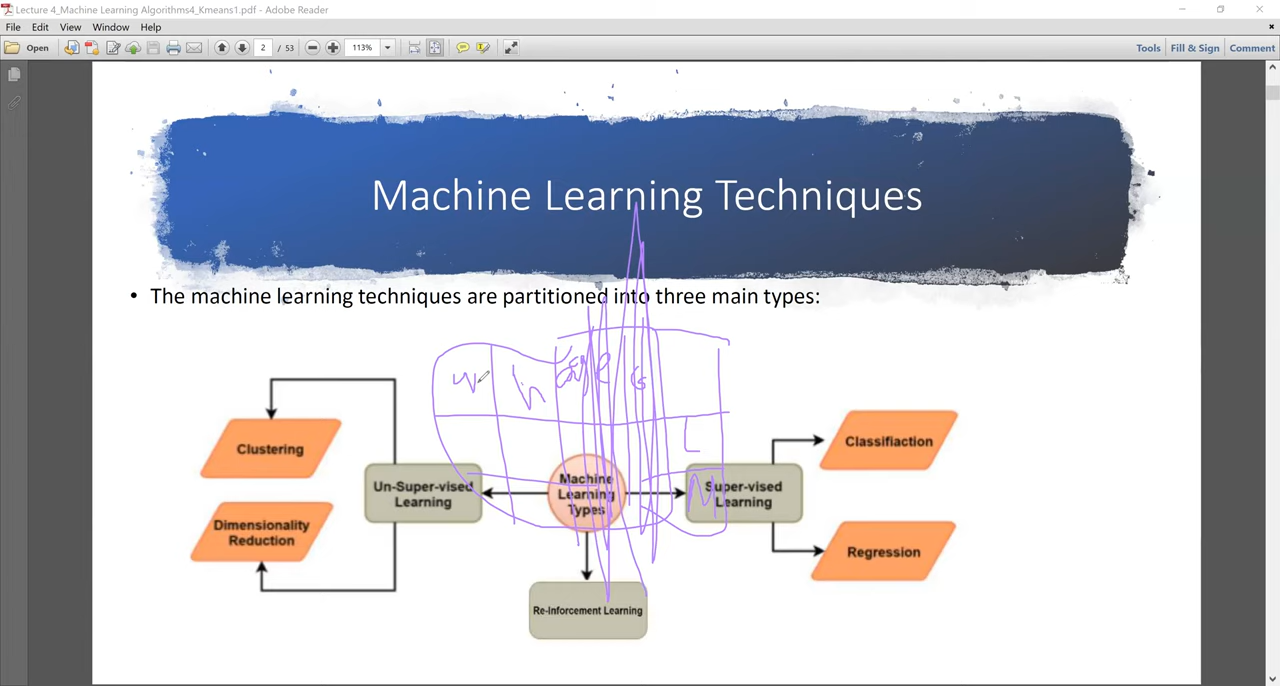 Lecture 4_Machine Learning Algorithms4_Kmeans1.pdf - Adobe Reader
File Edit View Window Help
Open 2 / 53 113% Tools Fill & Sign Comment
Machine Learning Techniques
• The machine learning techniques are partitioned into three main types:
Clustering
Dimensionality
Reduction
Un-Super-vised
Learning
Machine
Learning
Types
Re-Inforcement Learning
Super-vised
Learning
Classifiaction
Regression
L
M